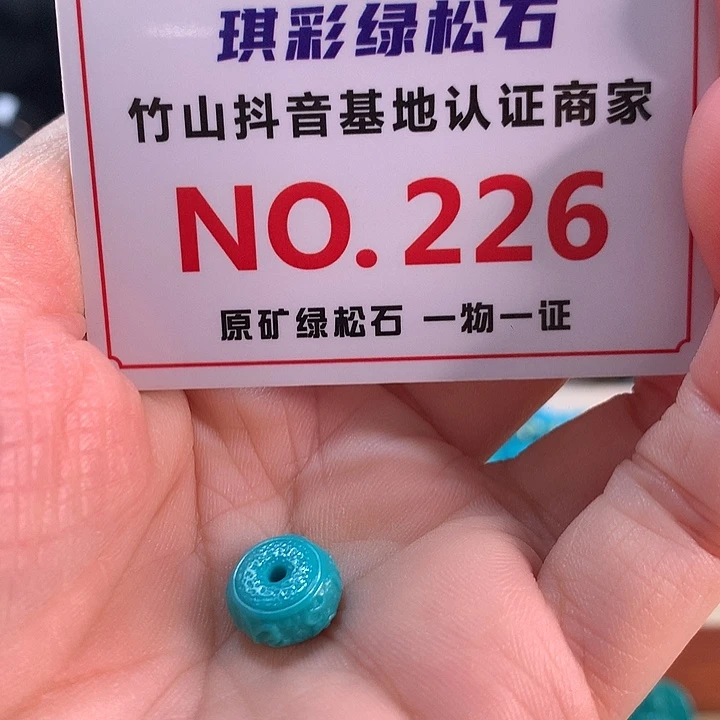 琪彩绿松石
竹山抖音基地认证商家
NO.226
原矿绿松石 一物一证